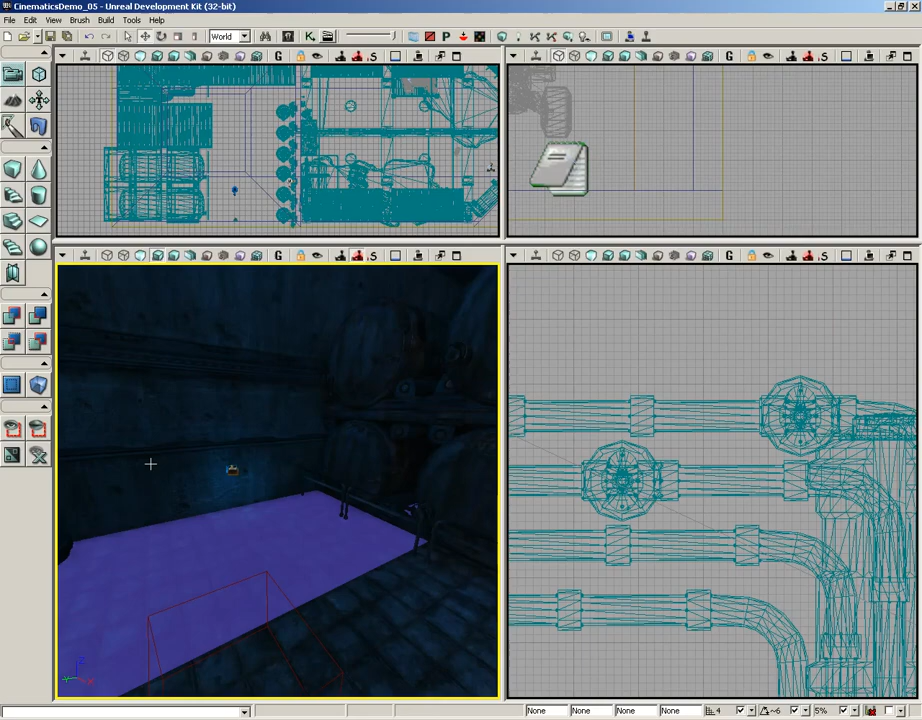 CinematicsDemo_05 - Unreal Development Kit (32-bit)
File Edit View Brush Build Tools Help
World
K
P
G
S
G
S
G
S
G
S
None None None None 4 ~6 5%